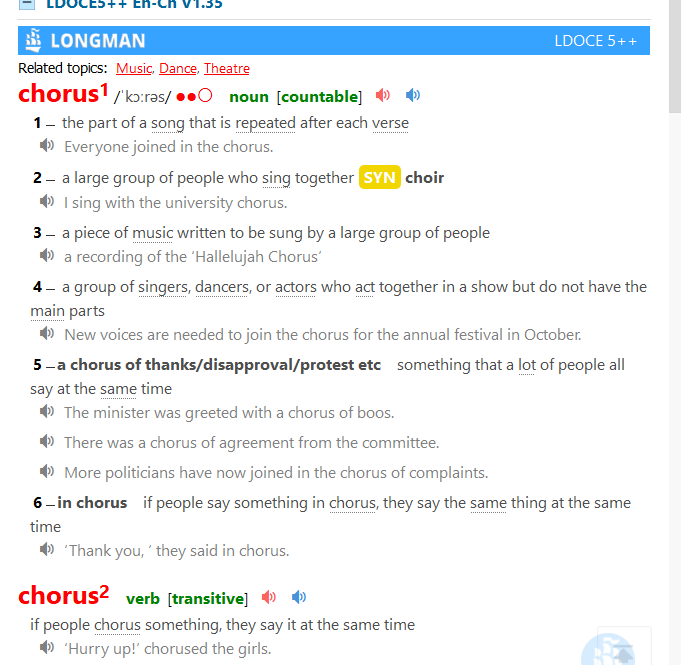 LDOCE5++ En-Cn V1.35
LONGMAN LDOCE 5++
Related topics: Music, Dance, Theatre
chorus1 /ˈkɔːrəs/ ●●○ noun [countable]
1 – the part of a song that is repeated after each verse
Everyone joined in the chorus.
2 – a large group of people who sing together SYN choir
I sing with the university chorus.
3 – a piece of music written to be sung by a large group of people
a recording of the ‘Hallelujah Chorus’
4 – a group of singers, dancers, or actors who act together in a show but do not have the
main parts
New voices are needed to join the chorus for the annual festival in October.
5 – a chorus of thanks/disapproval/protest etc something that a lot of people all
say at the same time
The minister was greeted with a chorus of boos.
There was a chorus of agreement from the committee.
More politicians have now joined in the chorus of complaints.
6 – in chorus if people say something in chorus, they say the same thing at the same
time
‘Thank you, ’ they said in chorus.
chorus2 verb [transitive]
if people chorus something, they say it at the same time
‘Hurry up!’ chorused the girls.